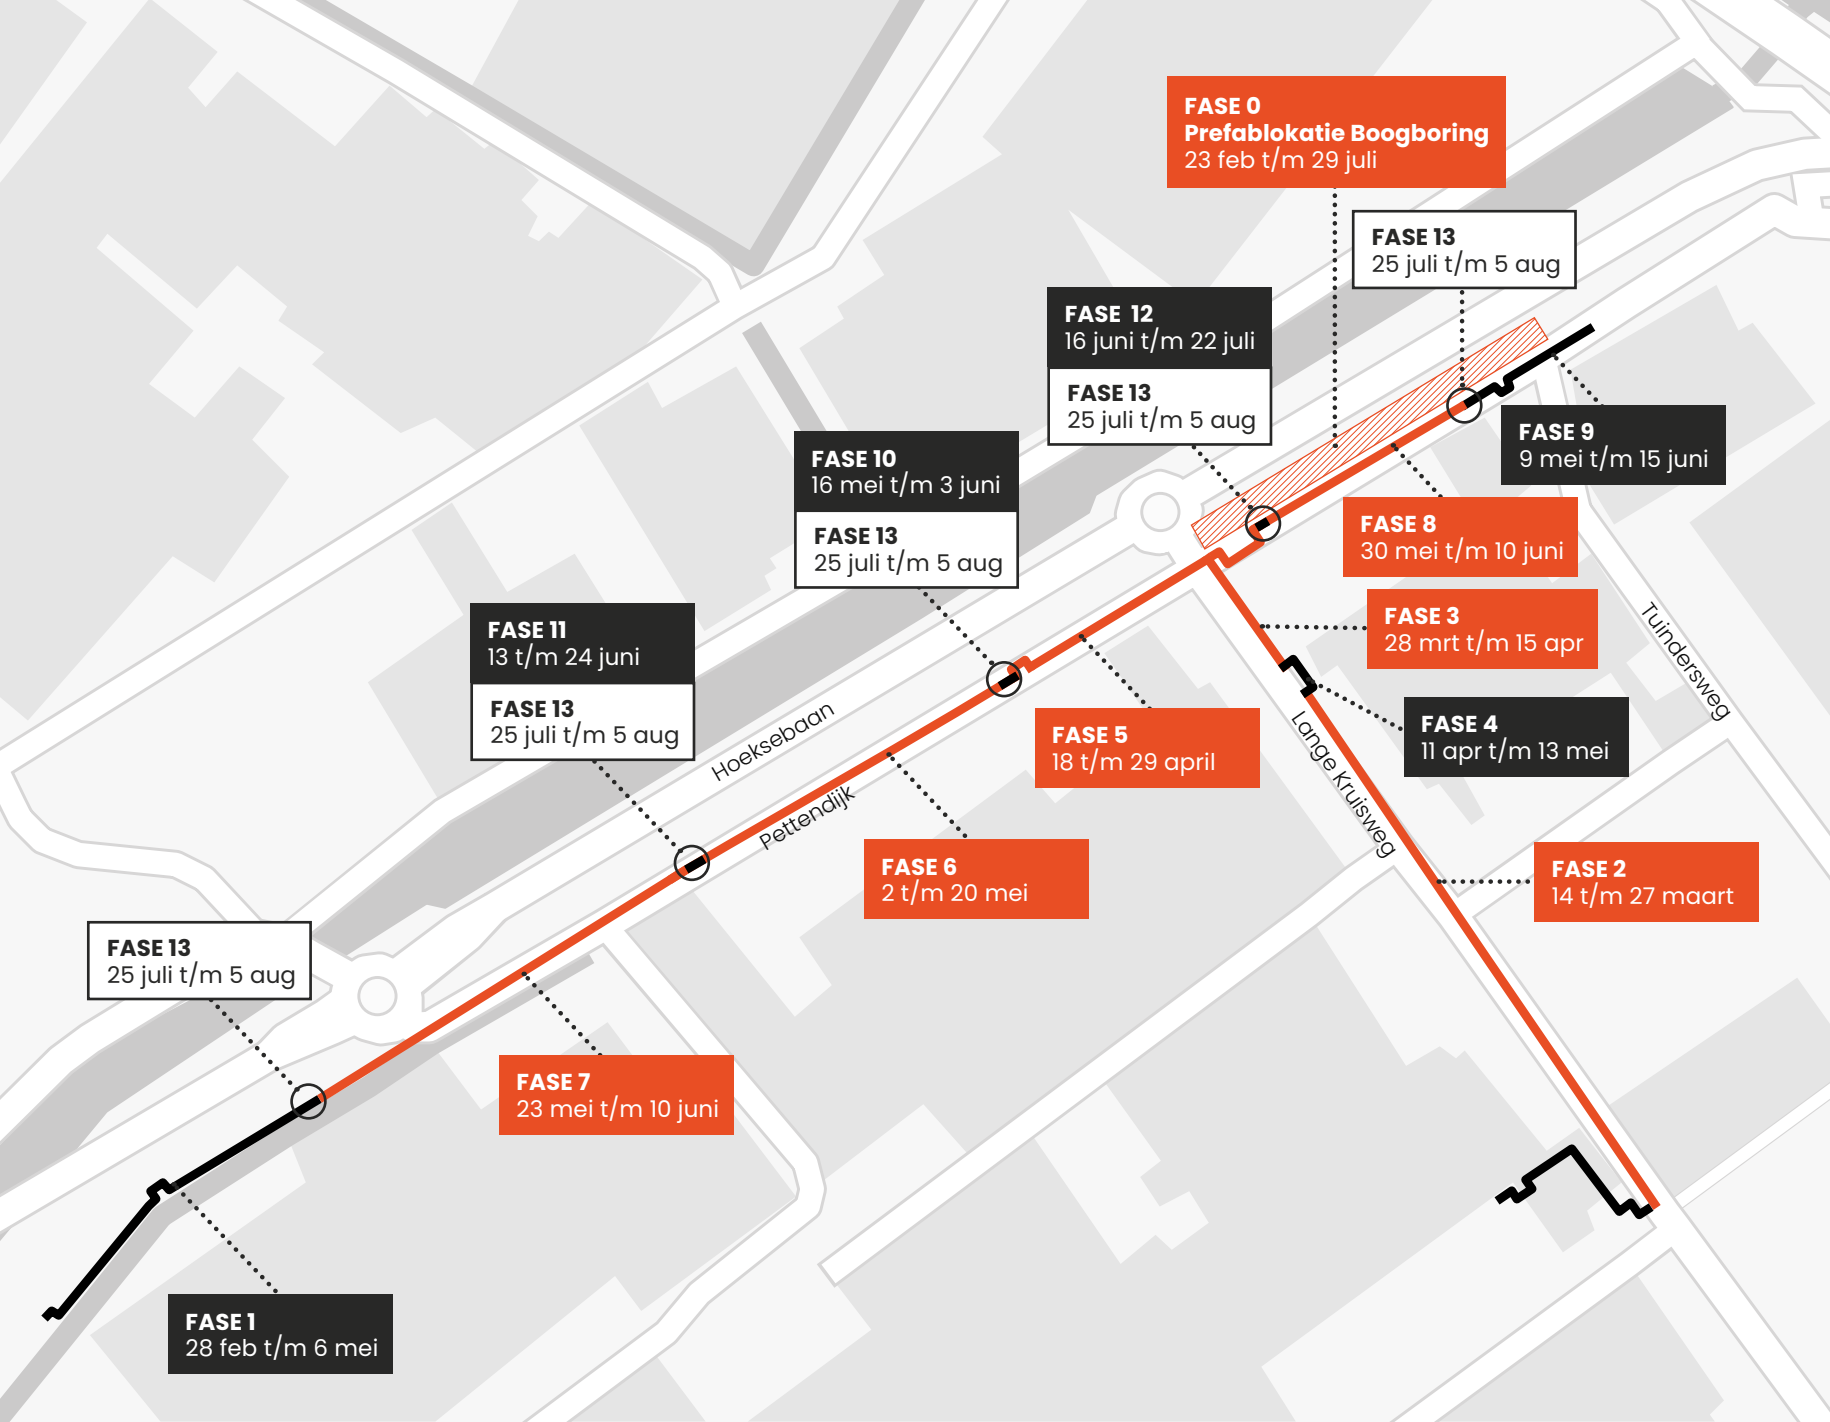 FASE 0
Prefablokatie Boogboring
23 feb t/m 29 juli
FASE 13
25 juli t/m 5 aug
FASE 12
16 juni t/m 22 juli
FASE 13
25 juli t/m 5 aug
FASE 9
9 mei t/m 15 juni
FASE 10
16 mei t/m 3 juni
FASE 13
25 juli t/m 5 aug
FASE 8
30 mei t/m 10 juni
FASE 3
28 mrt t/m 15 apr
Tuindersweg
FASE 11
13 t/m 24 juni
FASE 13
25 juli t/m 5 aug
Hoeksebaan
FASE 5
18 t/m 29 april
FASE 4
11 apr t/m 13 mei
Lange Kruisweg
Pettendijk
FASE 6
2 t/m 20 mei
FASE 2
14 t/m 27 maart
FASE 13
25 juli t/m 5 aug
FASE 7
23 mei t/m 10 juni
FASE 1
28 feb t/m 6 mei